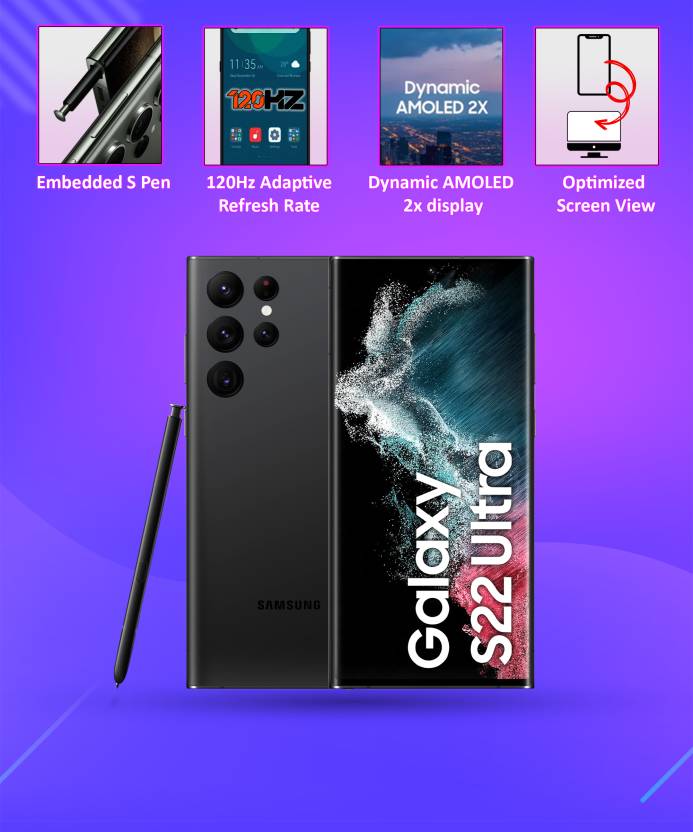 11:35 AM
120HZ
Dynamic
AMOLED 2X
Embedded S Pen
120Hz Adaptive
Refresh Rate
Dynamic AMOLED
2x display
Optimized
Screen View
SAMSUNG
Galaxy
S22 Ultra